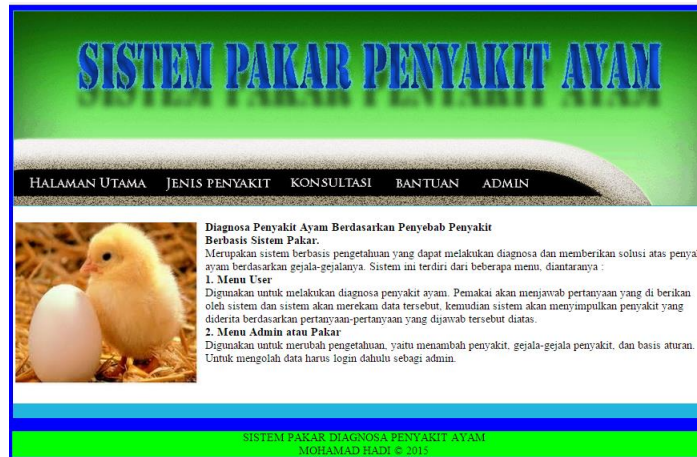 SISTEM PAKAR PENYAKIT AYAM
HALAMAN UTAMA JENIS PENYAKIT KONSULTASI BANTUAN ADMIN
Diagnosa Penyakit Ayam Berdasarkan Penyebab Penyakit
Berbasis Sistem Pakar.
Merupakan sistem berbasis pengetahuan yang dapat melakukan diagnosa dan memberikan solusi atas penya
ayam berdasarkan gejala-gejalanya. Sistem ini terdiri dari beberapa menu, diantaranya :
1. Menu User
Digunakan untuk melakukan diagnosa penyakit ayam. Pemakai akan menjawab pertanyaan yang di berikan
oleh sistem dan sistem akan merekam data tersebut, kemudian sistem akan menyimpulkan penyakit yang
diderita berdasarkan pertanyaan-pertanyaan yang dijawab tersebut diatas.
2. Menu Admin atau Pakar
Digunakan untuk merubah pengetahuan, yaitu menambah penyakit, gejala-gejala penyakit, dan basis aturan.
Untuk mengolah data harus login dahulu sebagi admin.
SISTEM PAKAR DIAGNOSA PENYAKIT AYAM
MOHAMAD HADI © 2015